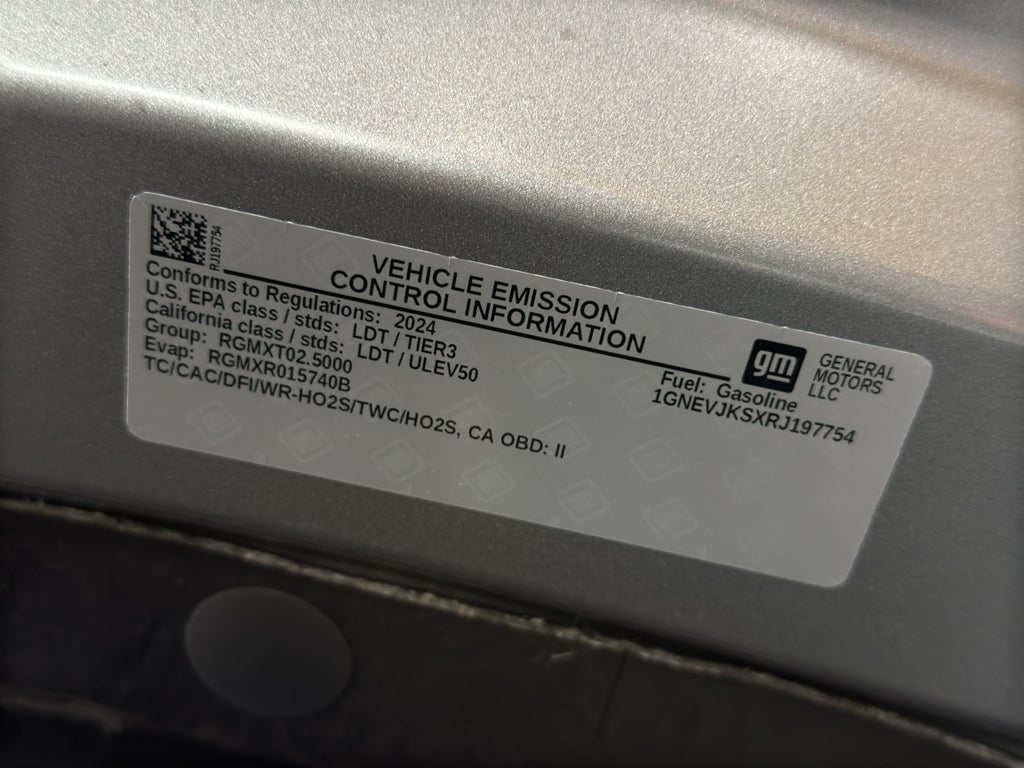 RJ197754
VEHICLE EMISSION
CONTROL INFORMATION
Conforms to Regulations: 2024
U.S. EPA class / stds: LDT / TIER3
California class / stds: LDT / ULEV50
Group: RGMXT02.5000
Evap: RGMXR015740B
TC/CAC/DFI/WR-HO2S/TWC/HO2S, CA OBD: II
gm
GENERAL
MOTORS
LLC
Fuel: Gasoline
1GNEVJKSXRJ197754